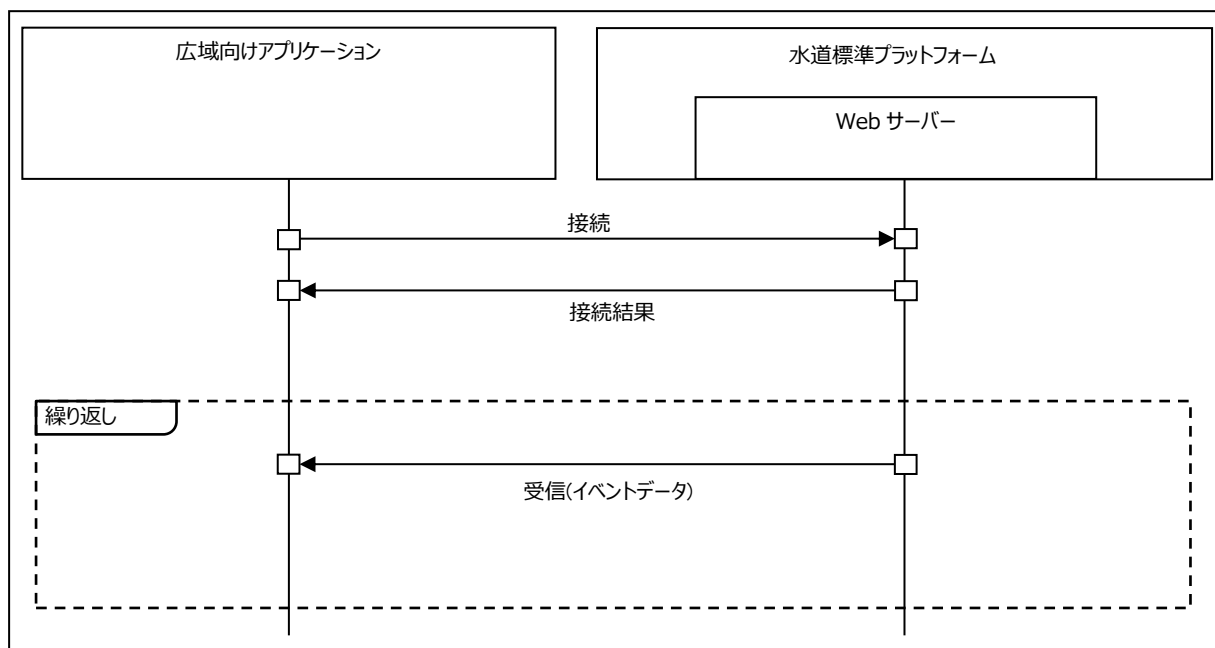 広域向けアプリケーション
水道標準プラットフォーム
Web サーバー
接続
接続結果
繰り返し
受信(イベントデータ)